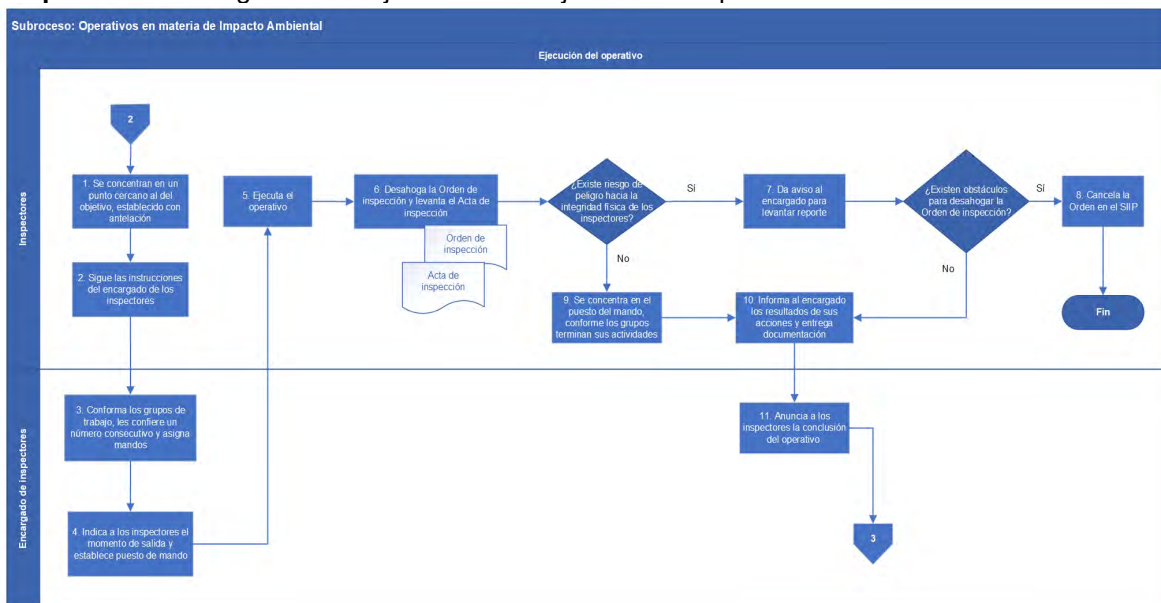 Subroceso: Operativos en materia de Impacto Ambiental
Ejecución del operativo
Inspectores
2
1. Se concentran en un
punto cercano al del
objetivo, establecido con
antelación
2. Sigue las instrucciones
del encargado de los
inspectores
5. Ejecuta el
operativo
6. Desahoga la Orden de
inspección y levanta el Acta de
inspección
Orden de
inspección
Acta de
inspección
¿Existe riesgo de
peligro hacia la
integridad física de los
inspectores?
Sí
No
7. Da aviso al
encargado para
levantar reporte
¿Existen obstáculos
para desahogar la
Orden de inspección?
Sí
No
8. Cancela la
Orden en el SIIP
Fin
9. Se concentra en el
puesto del mando,
conforme los grupos
terminan sus actividades
10. Informa al encargado
los resultados de sus
acciones y entrega
documentación
Encargado de inspectores
3. Conforma los grupos de
trabajo, les confiere un
número consecutivo y asigna
mandos
4. Indica a los inspectores el
momento de salida y
establece puesto de mando
11. Anuncia a los
inspectores la conclusión
del operativo
3